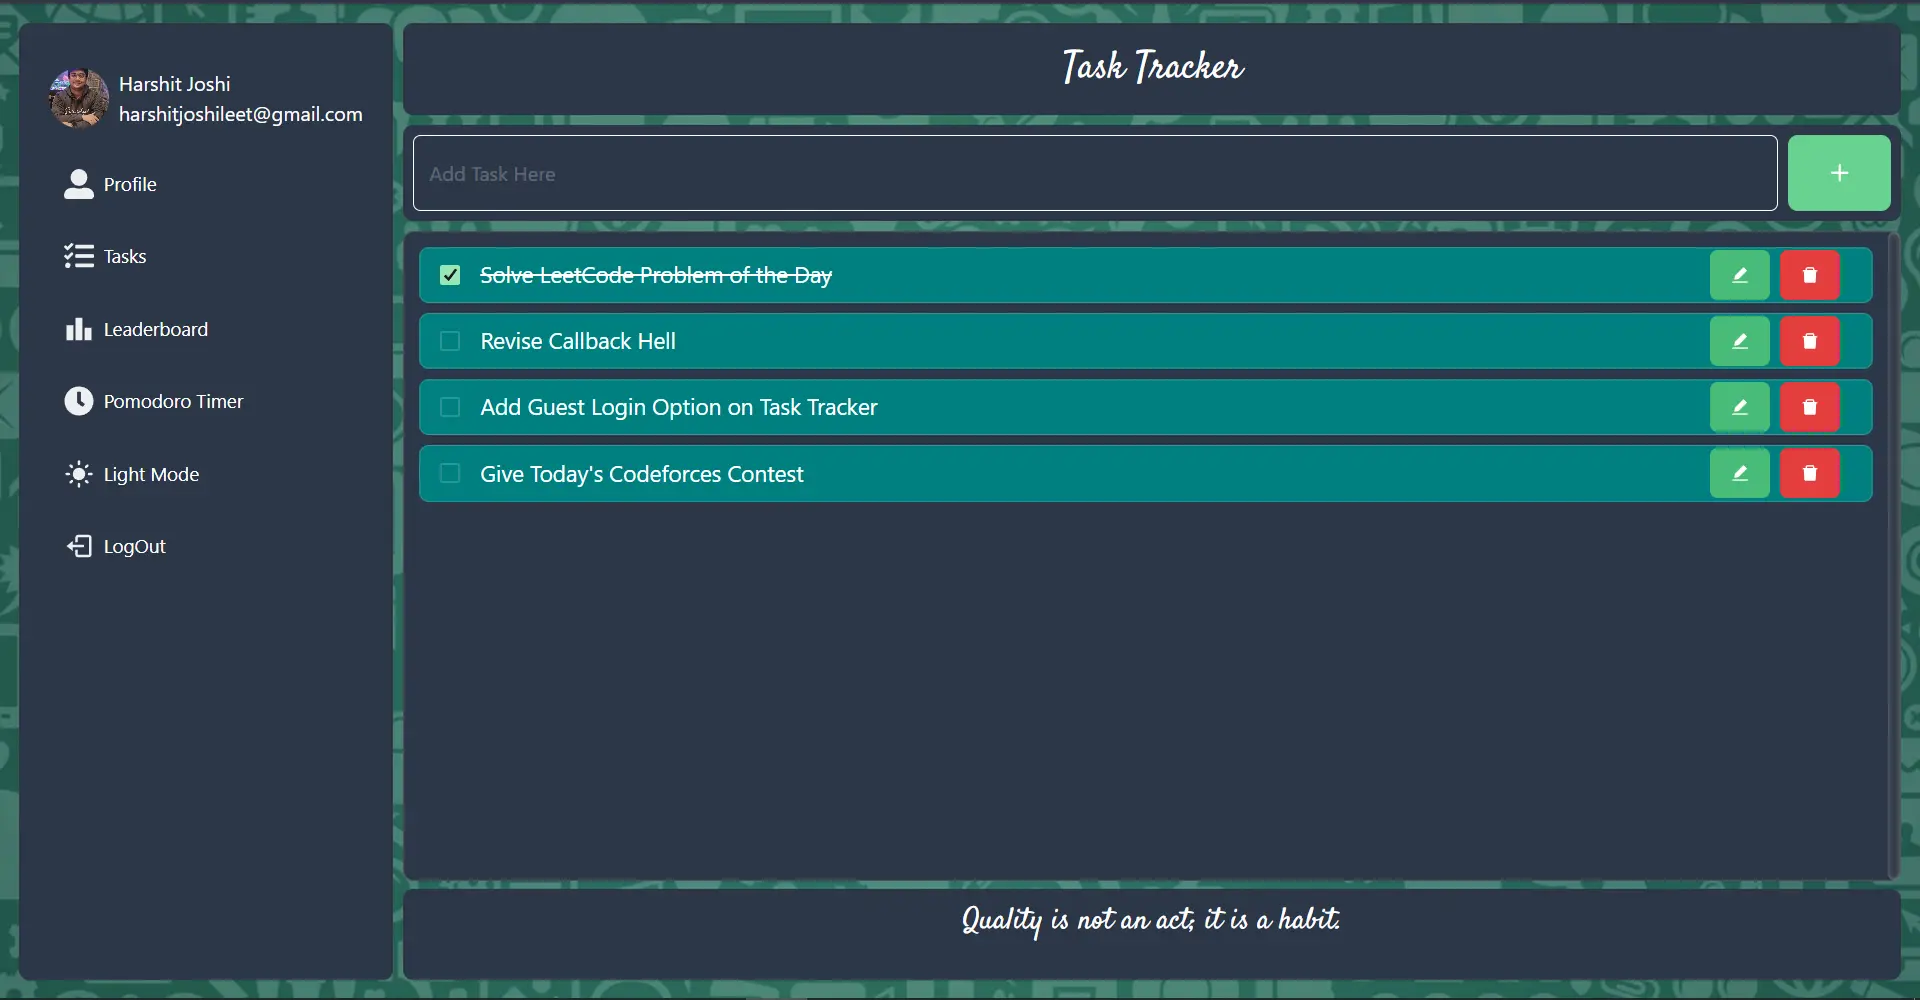 Harshit Joshi
harshitjoshileet@gmail.com
Profile
Tasks
Leaderboard
Pomodoro Timer
Light Mode
LogOut
Task Tracker
Add Task Here
+
Solve LeetCode Problem of the Day
Revise Callback Hell
Add Guest Login Option on Task Tracker
Give Today's Codeforces Contest
Quality is not an act; it is a habit.